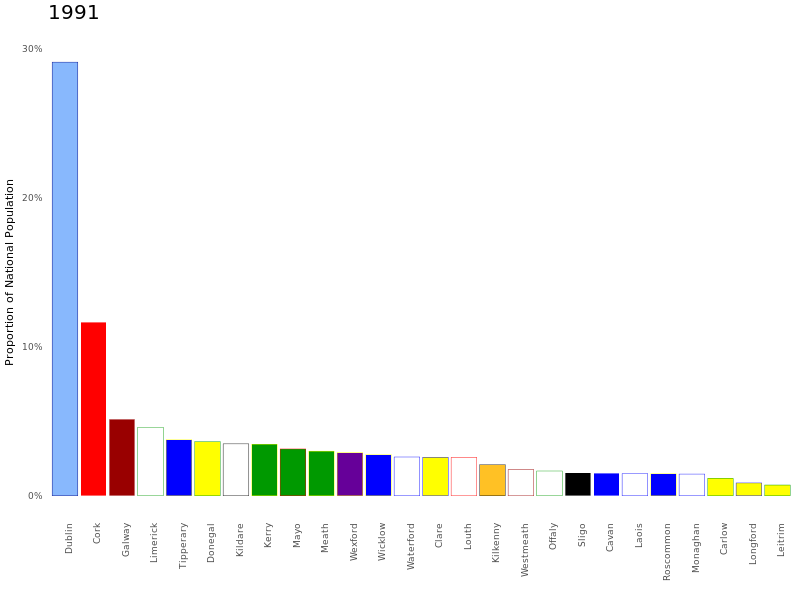 1991
Proportion of National Population
30%
20%
10%
0%
Dublin
Cork
Galway
Limerick
Tipperary
Donegal
Kildare
Kerry
Mayo
Meath
Wexford
Wicklow
Waterford
Clare
Louth
Kilkenny
Westmeath
Offaly
Sligo
Cavan
Laois
Roscommon
Monaghan
Carlow
Longford
Leitrim